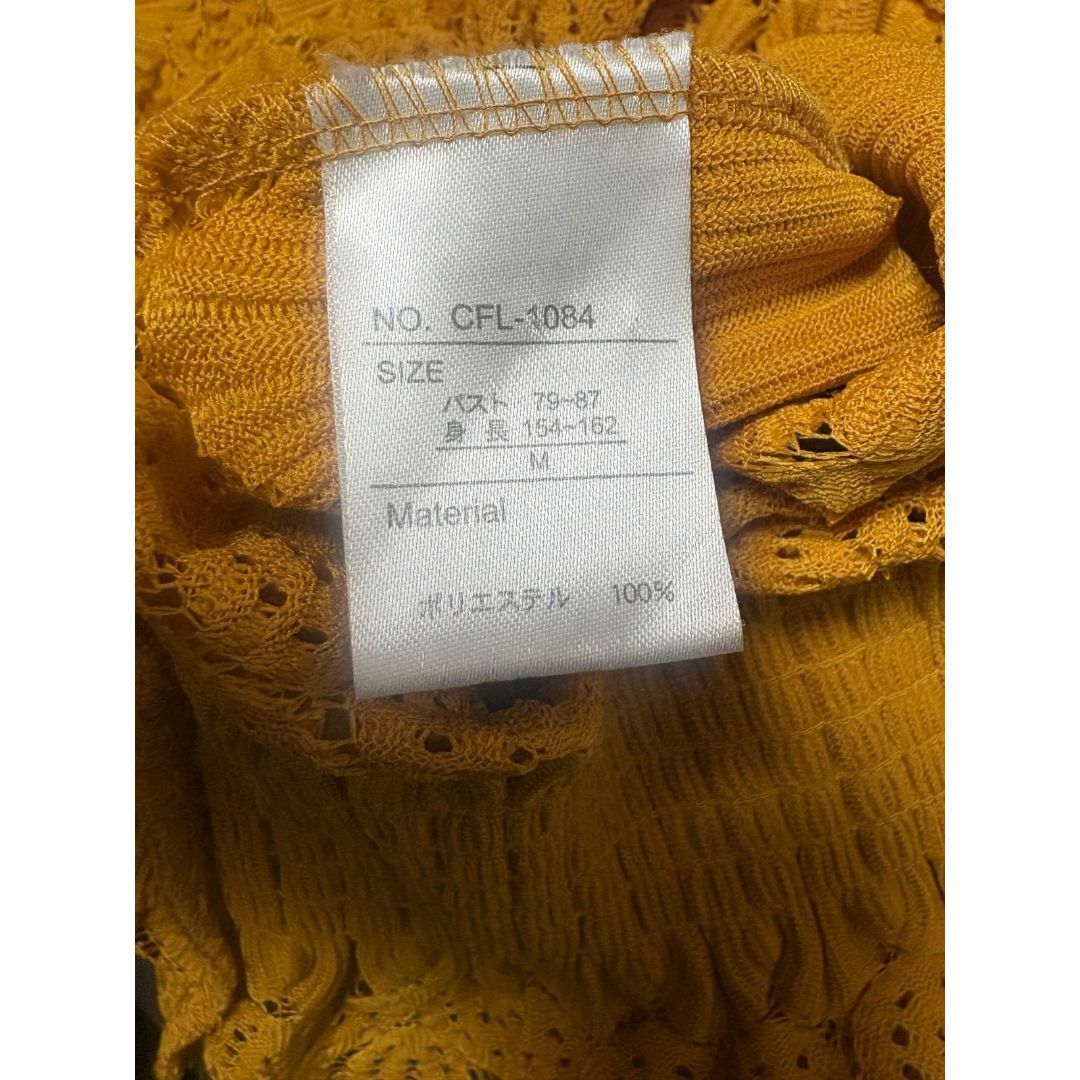 NO. CFL-1084
SIZE
バスト 79~87
身長 154~162
M
Material
ポリエステル 100%